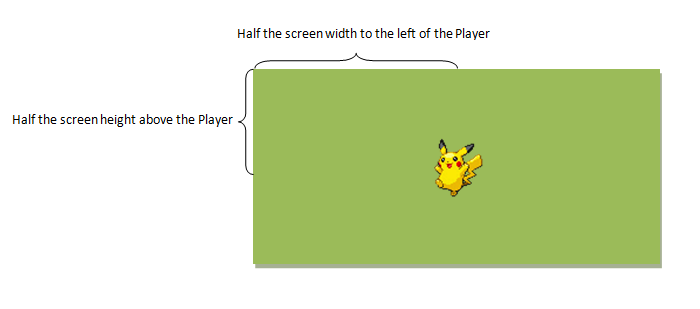 Half the screen width to the left of the Player
Half the screen height above the Player